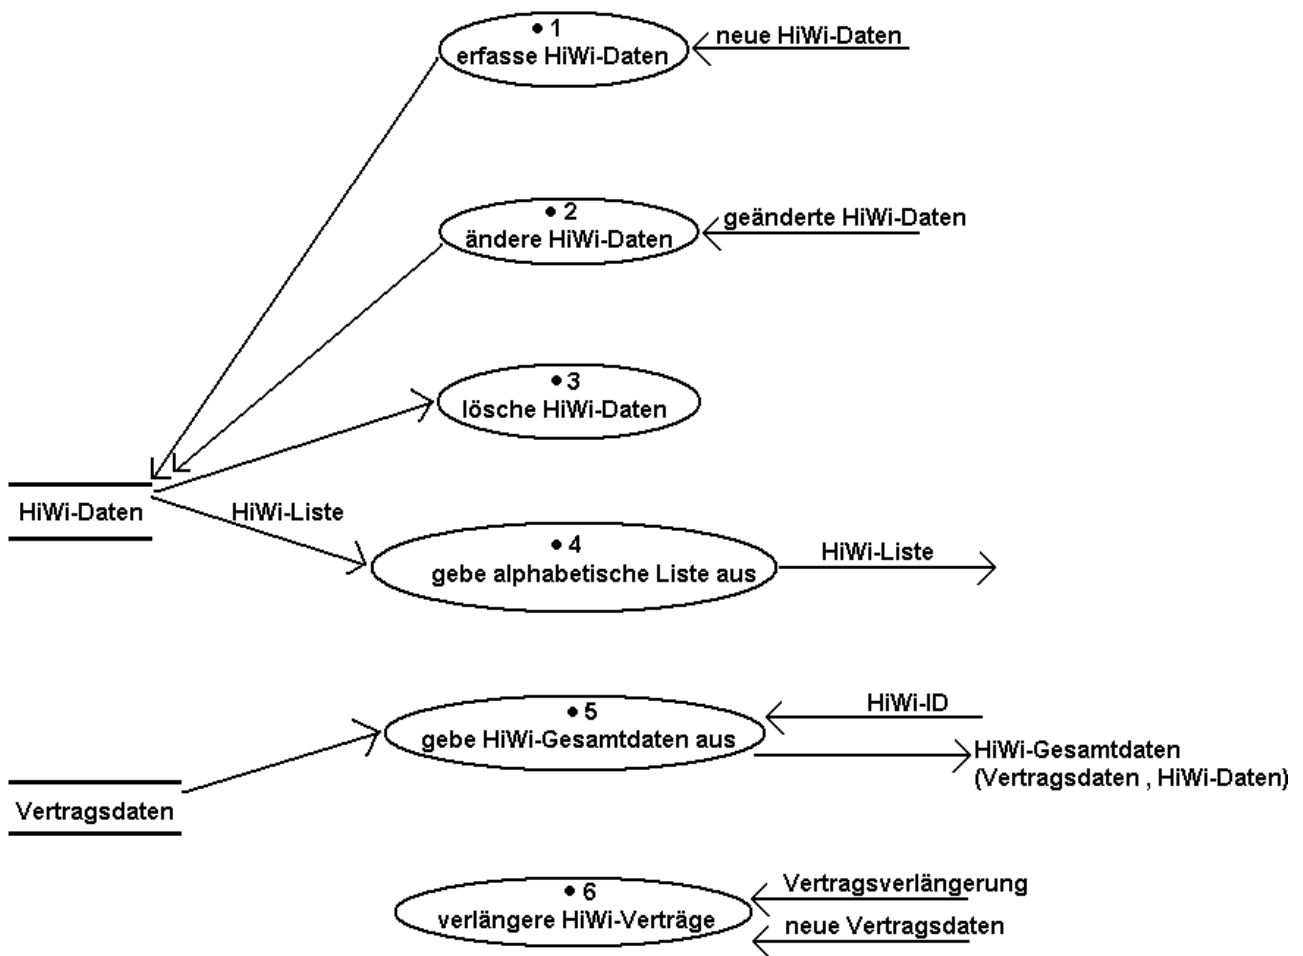 • 1
erfasse HiWi-Daten
neue HiWi-Daten
• 2
ändere HiWi-Daten
geänderte HiWi-Daten
• 3
lösche HiWi-Daten
HiWi-Daten
HiWi-Liste
• 4
gebe alphabetische Liste aus
HiWi-Liste
• 5
gebe HiWi-Gesamtdaten aus
HiWi-ID
HiWi-Gesamtdaten
(Vertragsdaten , HiWi-Daten)
Vertragsdaten
• 6
verlängere HiWi-Verträge
Vertragsverlängerung
neue Vertragsdaten